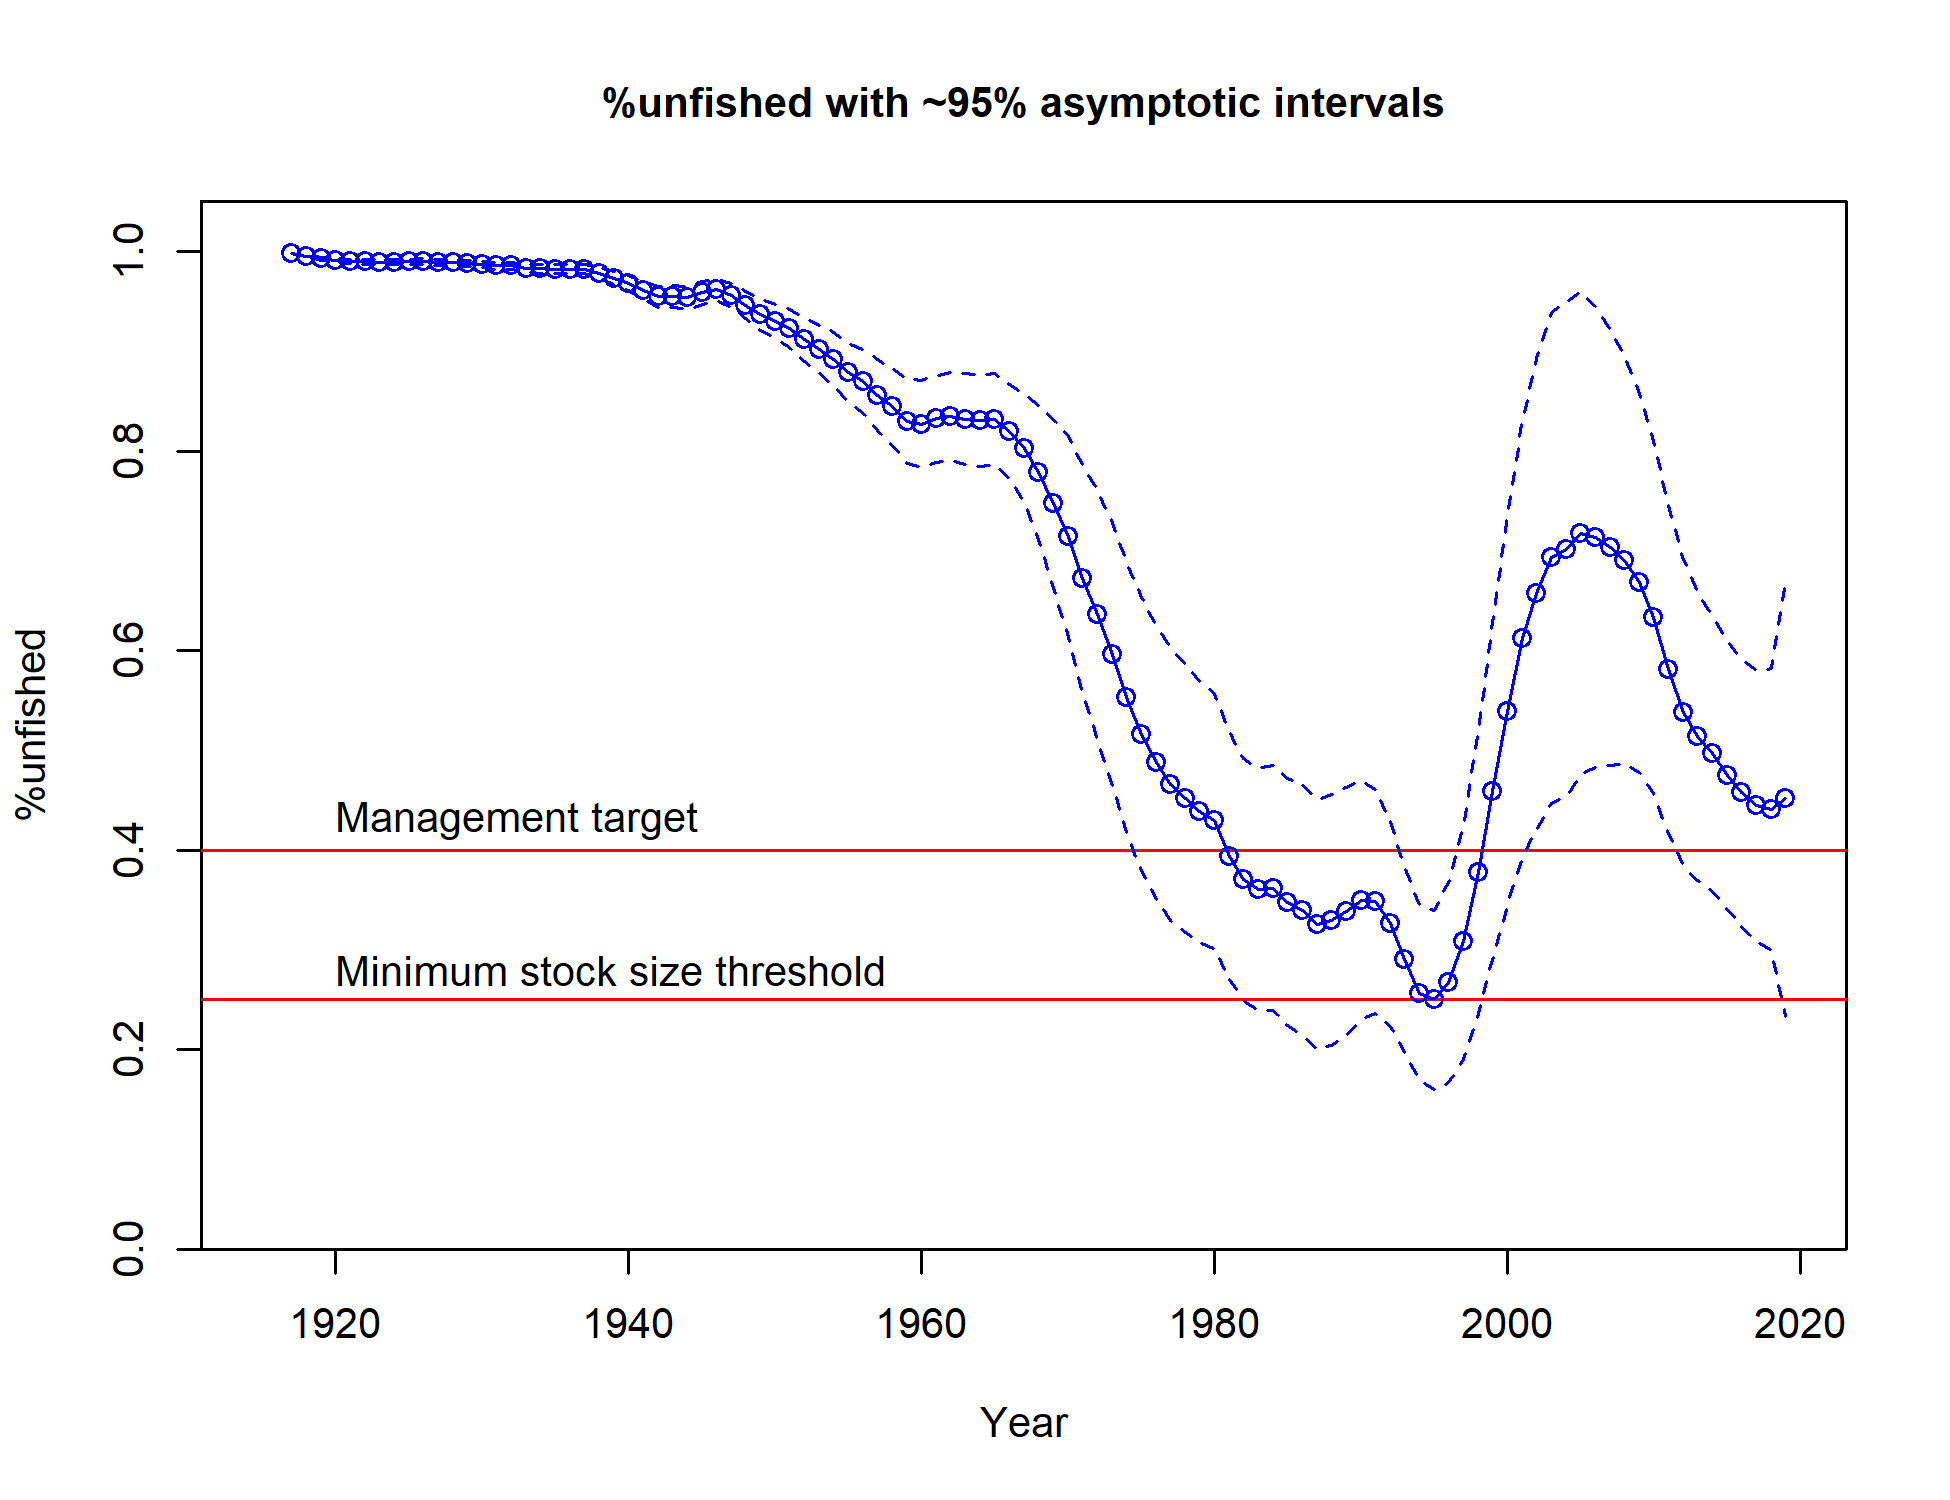 %unfished with ~95% asymptotic intervals
%unfished
1.0
0.8
0.6
0.4
0.2
0.0
Management target
Minimum stock size threshold
1920 1940 1960 1980 2000 2020
Year